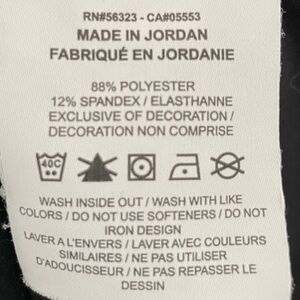 RN#56323 - CA#05553
MADE IN JORDAN
FABRIQUÉ EN JORDANIE
88% POLYESTER
12% SPANDEX / ELASTHANNE
EXCLUSIVE OF DECORATION /
DECORATION NON COMPRISE
40C
WASH INSIDE OUT / WASH WITH LIKE
COLORS / DO NOT USE SOFTENERS / DO NOT
IRON DESIGN
LAVER A L'ENVERS / LAVER AVEC COULEURS
SIMILAIRES / NE PAS UTILISER
D'ADOUCISSEUR / NE PAS REPASSER LE
DESSIN